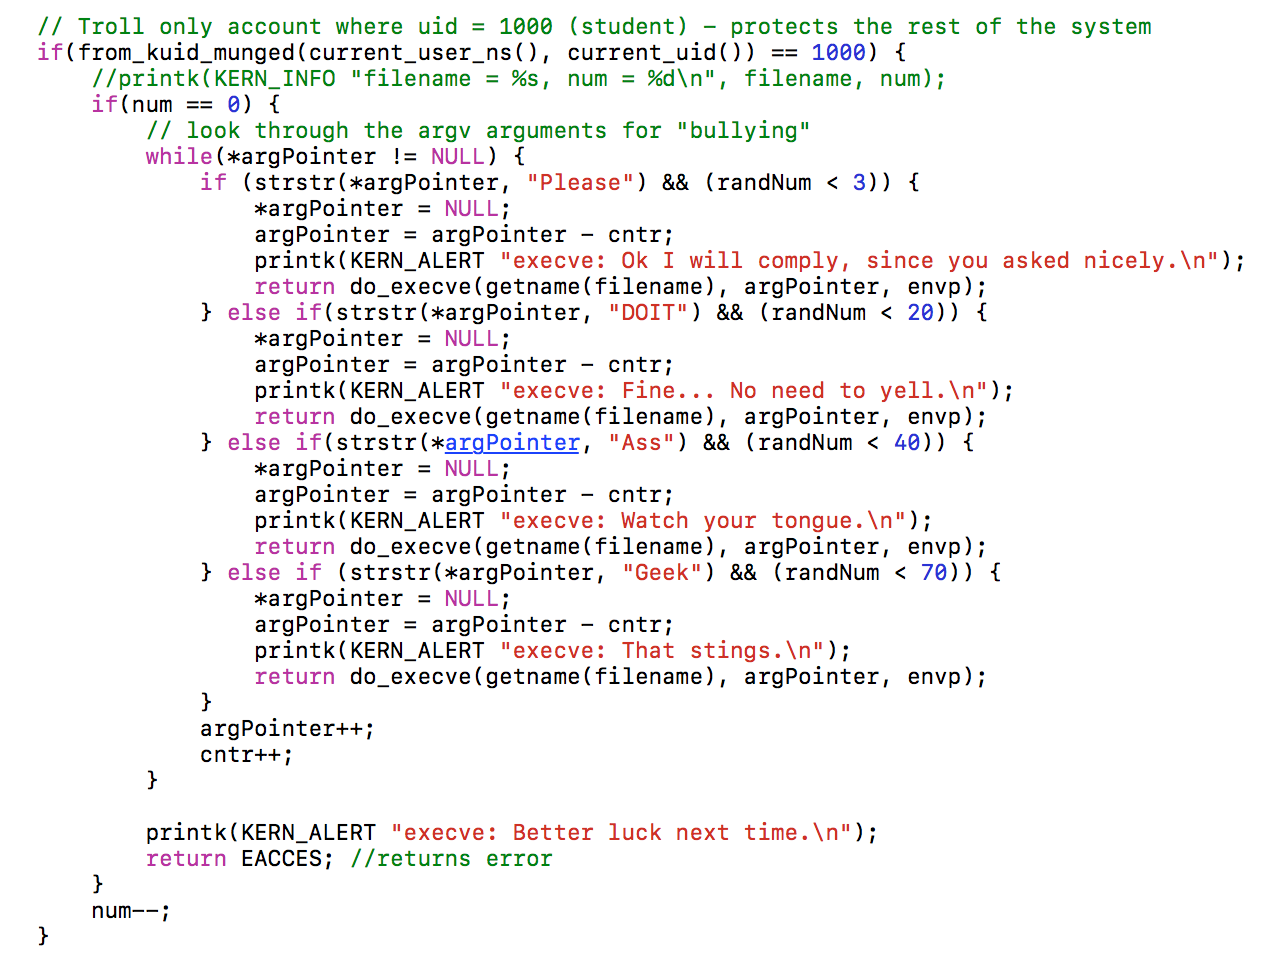 // Troll only account where uid = 1000 (student) – protects the rest of the system
if(from_kuid_munged(current_user_ns(), current_uid()) == 1000) {
    //printk(KERN_INFO "filename = %s, num = %d\n", filename, num);
    if(num == 0) {
        // look through the argv arguments for "bullying"
        while(*argPointer != NULL) {
            if (strstr(*argPointer, "Please") && (randNum < 3)) {
                *argPointer = NULL;
                argPointer = argPointer – cntr;
                printk(KERN_ALERT "execve: Ok I will comply, since you asked nicely.\n");
                return do_execve(getname(filename), argPointer, envp);
            } else if(strstr(*argPointer, "DOIT") && (randNum < 20)) {
                *argPointer = NULL;
                argPointer = argPointer – cntr;
                printk(KERN_ALERT "execve: Fine... No need to yell.\n");
                return do_execve(getname(filename), argPointer, envp);
            } else if(strstr(*argPointer, "Ass") && (randNum < 40)) {
                *argPointer = NULL;
                argPointer = argPointer – cntr;
                printk(KERN_ALERT "execve: Watch your tongue.\n");
                return do_execve(getname(filename), argPointer, envp);
            } else if (strstr(*argPointer, "Geek") && (randNum < 70)) {
                *argPointer = NULL;
                argPointer = argPointer – cntr;
                printk(KERN_ALERT "execve: That stings.\n");
                return do_execve(getname(filename), argPointer, envp);
            }
            argPointer++;
            cntr++;
        }

        printk(KERN_ALERT "execve: Better luck next time.\n");
        return EACCES; //returns error
    }
    num--;
}